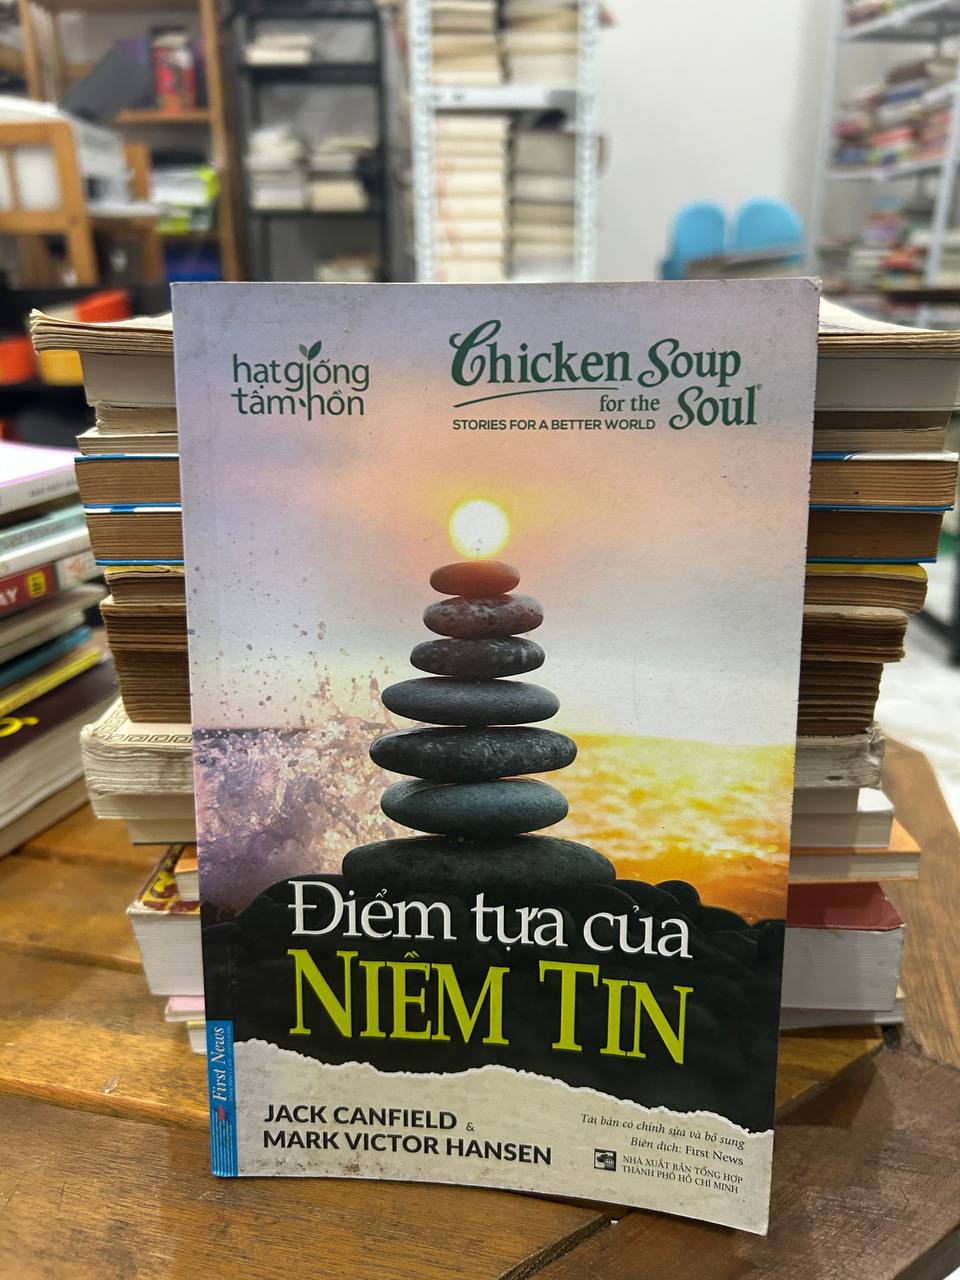 hạt giống
tâm hồn
Chicken Soup
for the Soul®
STORIES FOR A BETTER WORLD
Điểm tựa của
NIỀM TIN
First News
JACK CANFIELD &
MARK VICTOR HANSEN
Tái bản có chỉnh sửa và bổ sung
Biên dịch: First News
NHÀ XUẤT BẢN TỔNG HỢP
THÀNH PHỐ HỒ CHÍ MINH